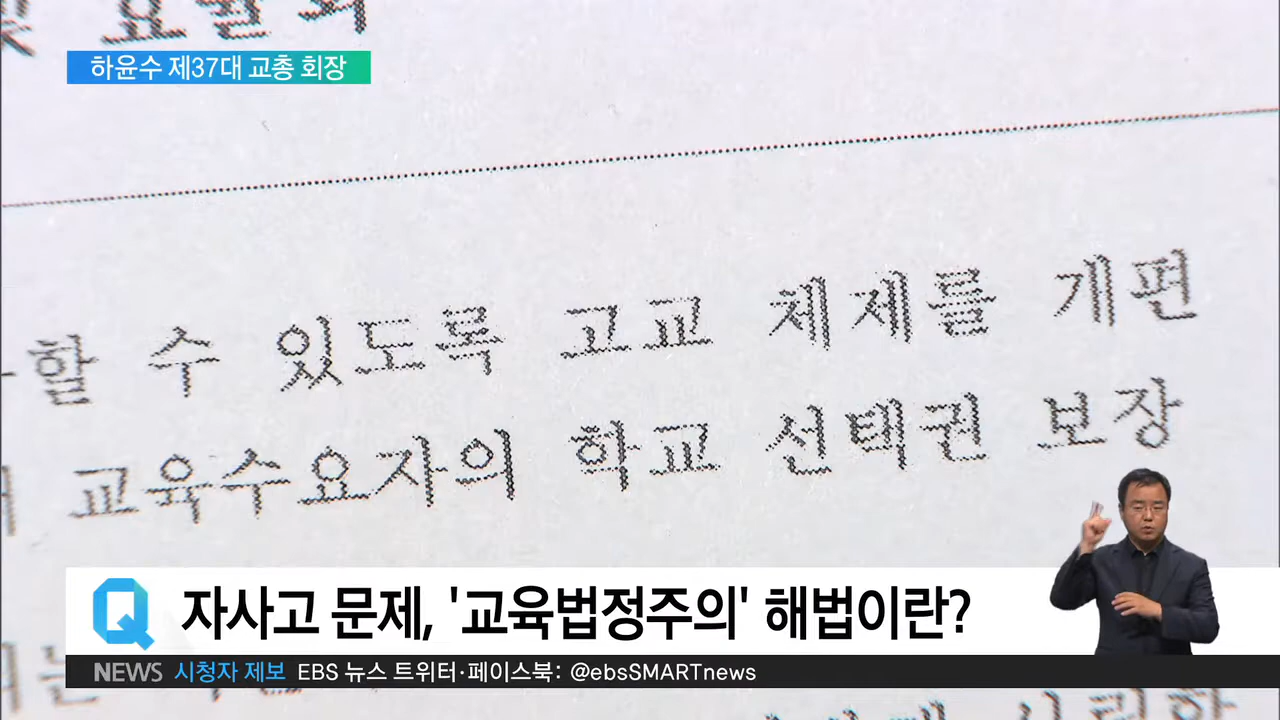 하윤수 제37대 교총 회장
할 수 있도록 고교 체제를 개편
교육수요자의 학교 선택권 보장
Q 자사고 문제, '교육법정주의' 해법이란?
NEWS 시청자 제보 EBS 뉴스 트위터·페이스북: @ebsSMARTnews